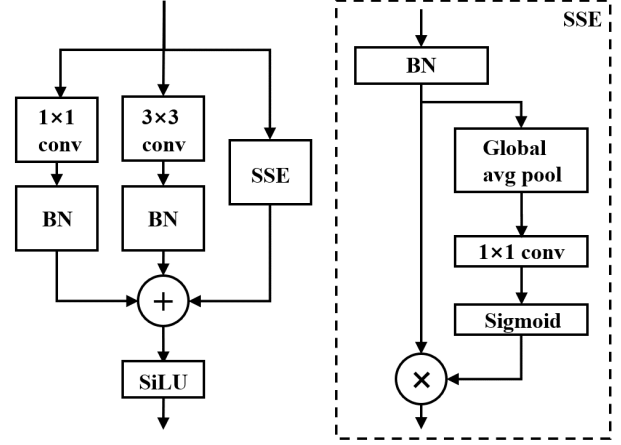 1×1
conv
3×3
conv
SSE
BN
BN
+
SiLU
SSE
BN
Global
avg pool
1×1 conv
Sigmoid
×